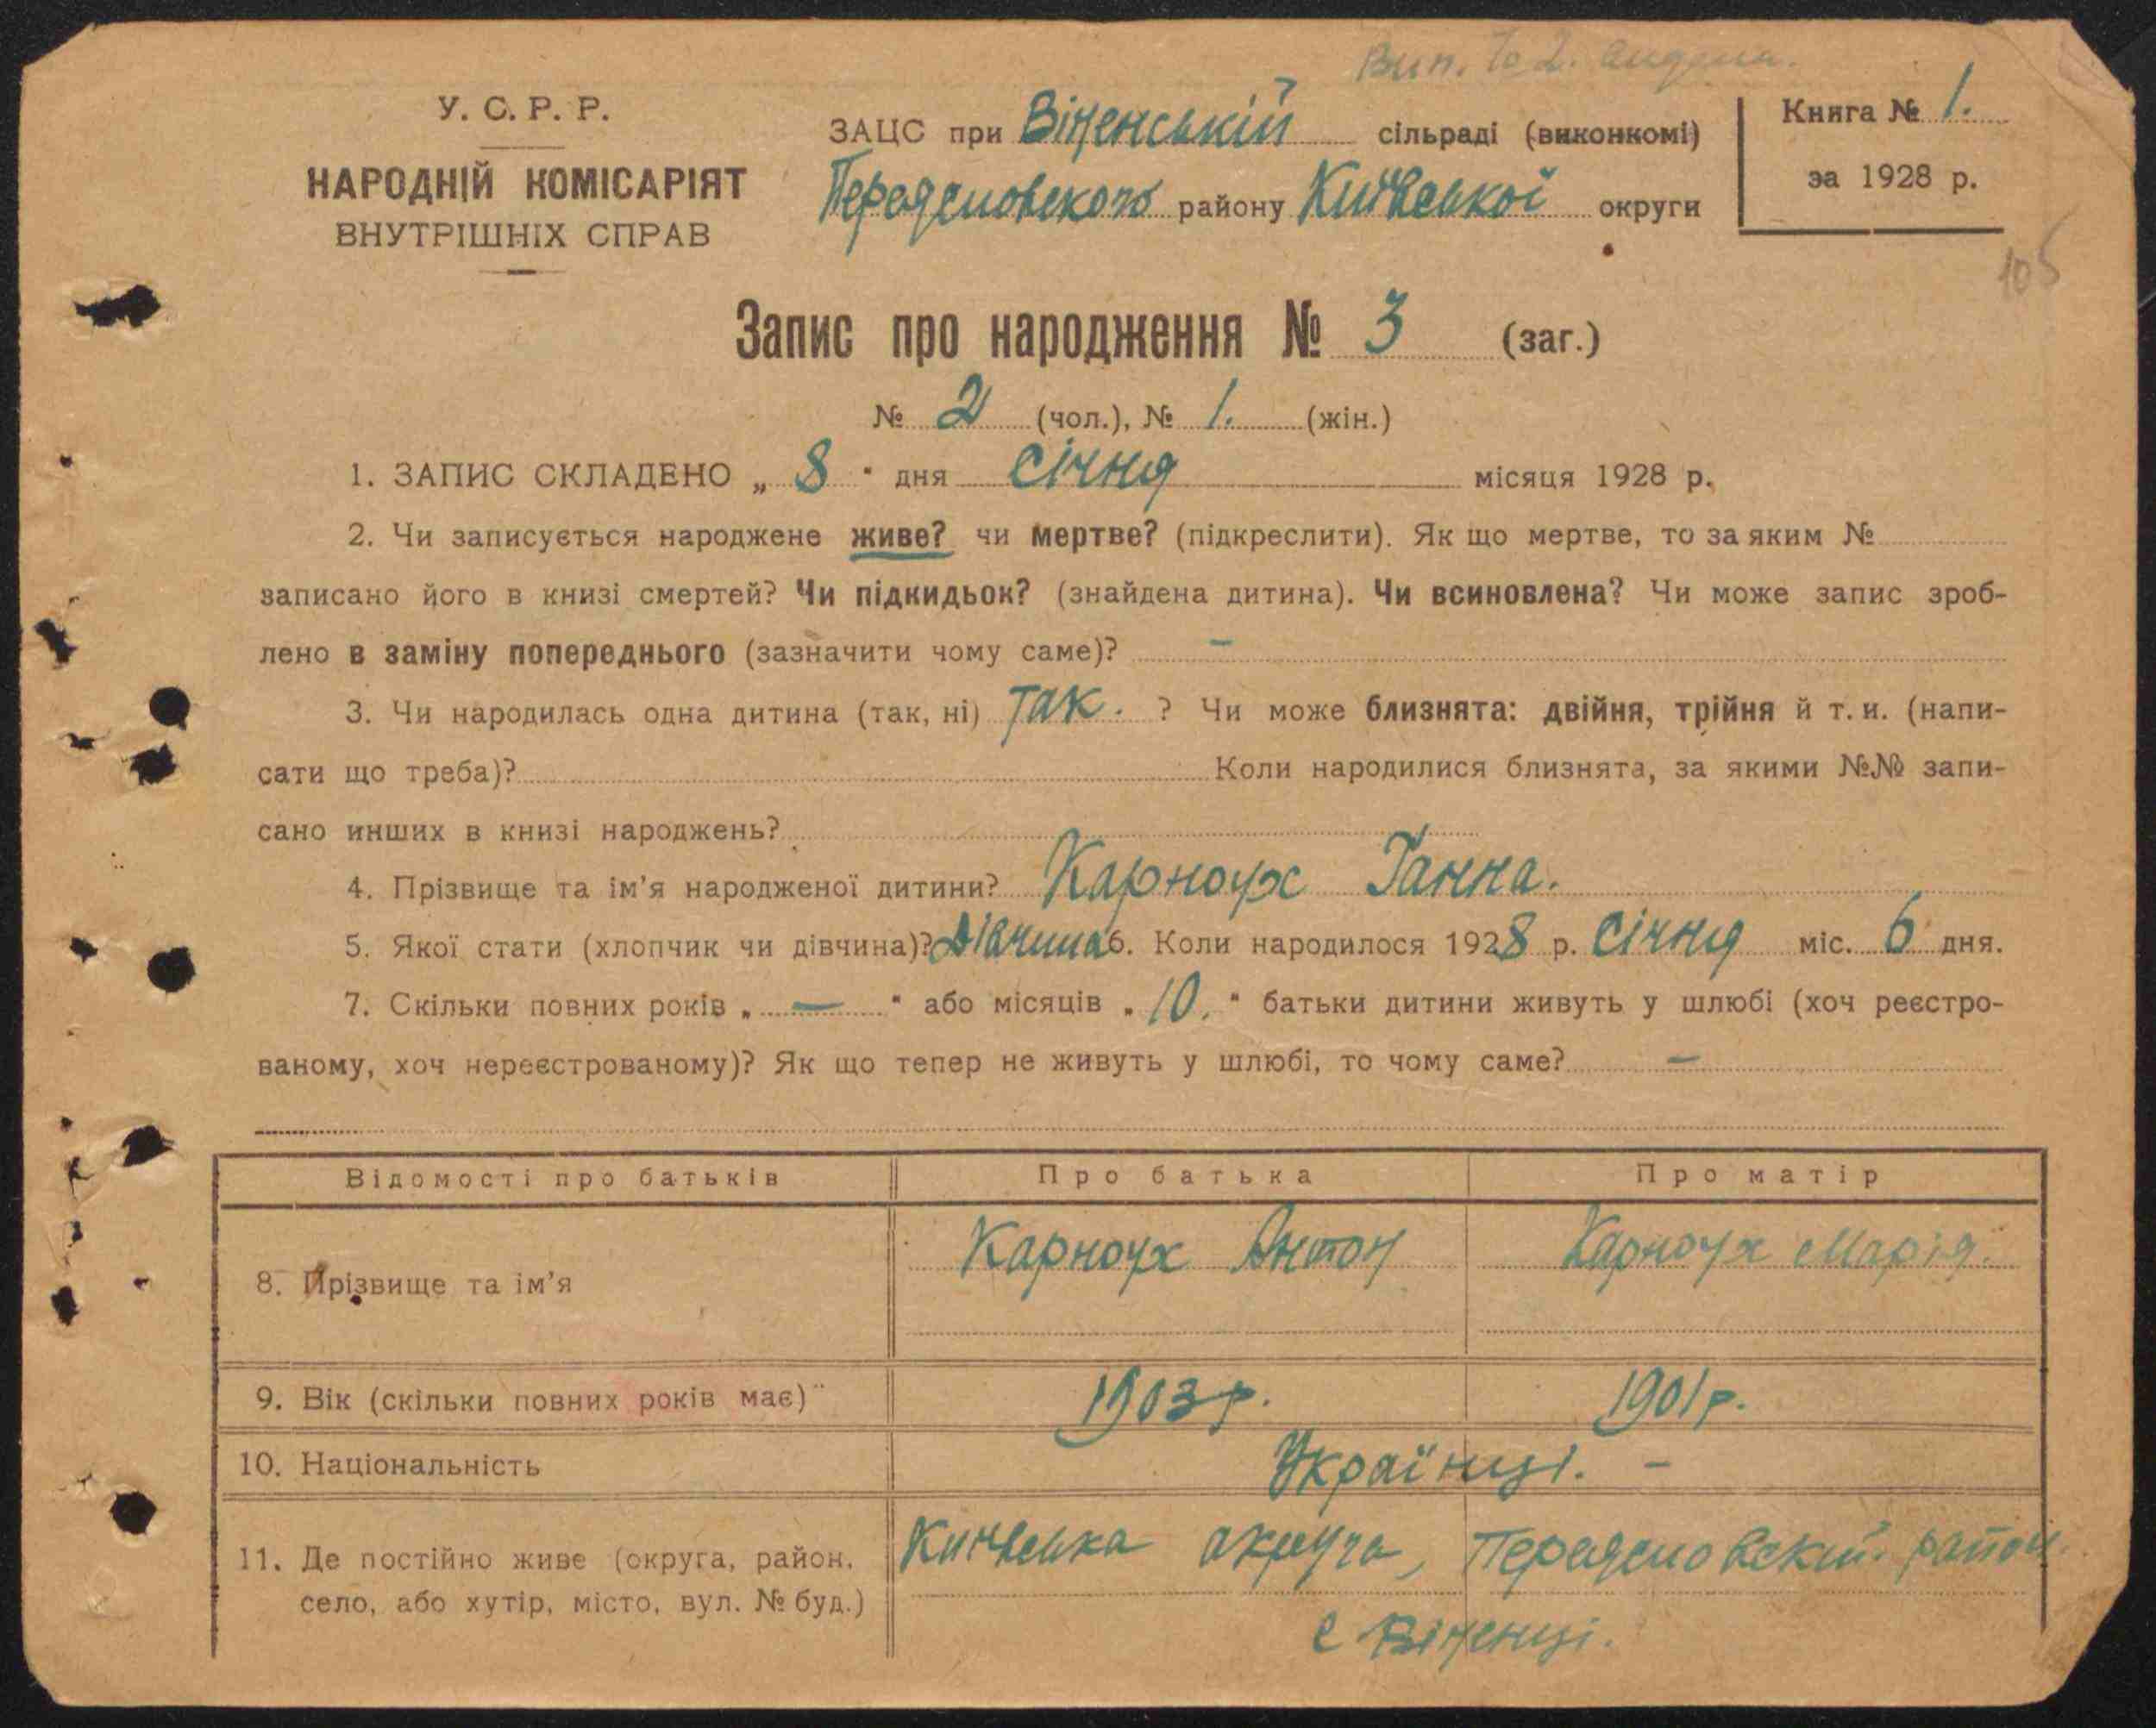 Вип.
У. С. Р. Р.
НАРОДНІЙ КОМІСАРІЯТ
ВНУТРІШНІХ СПРАВ
ЗАЦС при Віненській сільраді (виконкомі)
району Київської округи
Книга № 1.
за 1928 р.
105
Запис про народження № 3 (заг.)
№ 2 (чол.), № 1. (жін.)
1. ЗАПИС СКЛАДЕНО „ 8 " дня Січня місяця 1928 р.
2. Чи записується народжене живе? чи мертве? (підкреслити). Як що мертве, то за яким №
записано його в книзі смертей? Чи підкидьок? (знайдена дитина). Чи всиновлена? Чи може запис зроб-
лено в заміну попереднього (зазначити чому саме)? –
3. Чи народилась одна дитина (так, ні) Так. ? Чи може близнята: двійня, трійня й т. и. (напи-
сати що треба)? Коли народилися близнята, за якими №№ запи-
сано инших в книзі народжень?
4. Прізвище та ім'я народженої дитини? Карноух Ганна.
5. Якої стати (хлопчик чи дівчина)? Дівчина 6. Коли народилося 1928 р. Січня міс. 6 дня.
7. Скільки повних років „ — " або місяців „ 10. " батьки дитини живуть у шлюбі (хоч реєстро-
ваному, хоч нереєстрованому)? Як що тепер не живуть у шлюбі, то чому саме? –
Відомості про батьків Про батька Про матір
8. Прізвище та ім'я Карноух Антон Карноух Марія.
9. Вік (скільки повних років має) 1903 р. 1901 р.
10. Національність Українці. –
11. Де постійно живе (округа, район, Київська округа, район.
село, або хутір, місто, вул. № буд.)
с